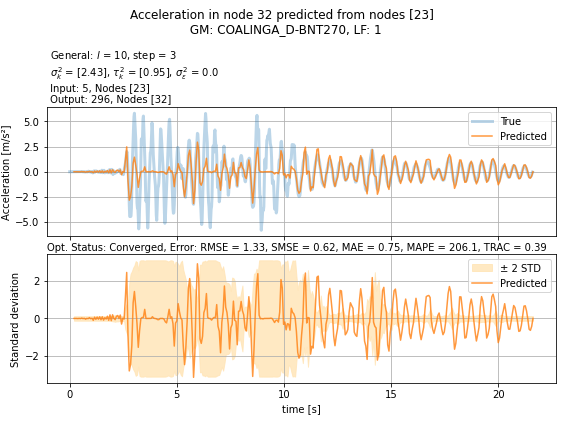 Acceleration in node 32 predicted from nodes [23]
GM: COALINGA_D-BNT270, LF: 1
General: l = 10, step = 3
σ²ₖ = [2.43], τ²ₖ = [0.95], σ²ε = 0.0
Input: 5, Nodes [23]
Output: 296, Nodes [32]
Acceleration [m/s²]
5.0
2.5
0.0
−2.5
−5.0
True
Predicted
Opt. Status: Converged, Error: RMSE = 1.33, SMSE = 0.62, MAE = 0.75, MAPE = 206.1, TRAC = 0.39
Standard deviation
2
0
−2
± 2 STD
Predicted
0 5 10 15 20
time [s]